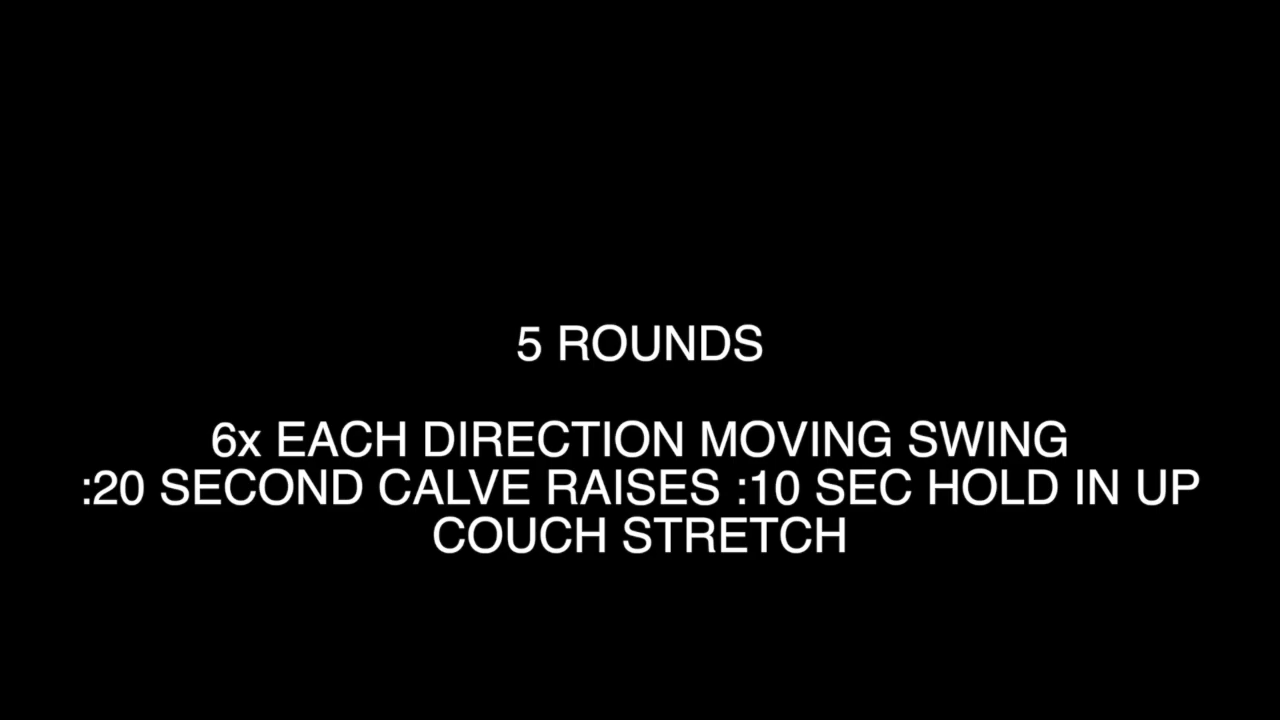 5 ROUNDS
6x EACH DIRECTION MOVING SWING
:20 SECOND CALVE RAISES :10 SEC HOLD IN UP
COUCH STRETCH